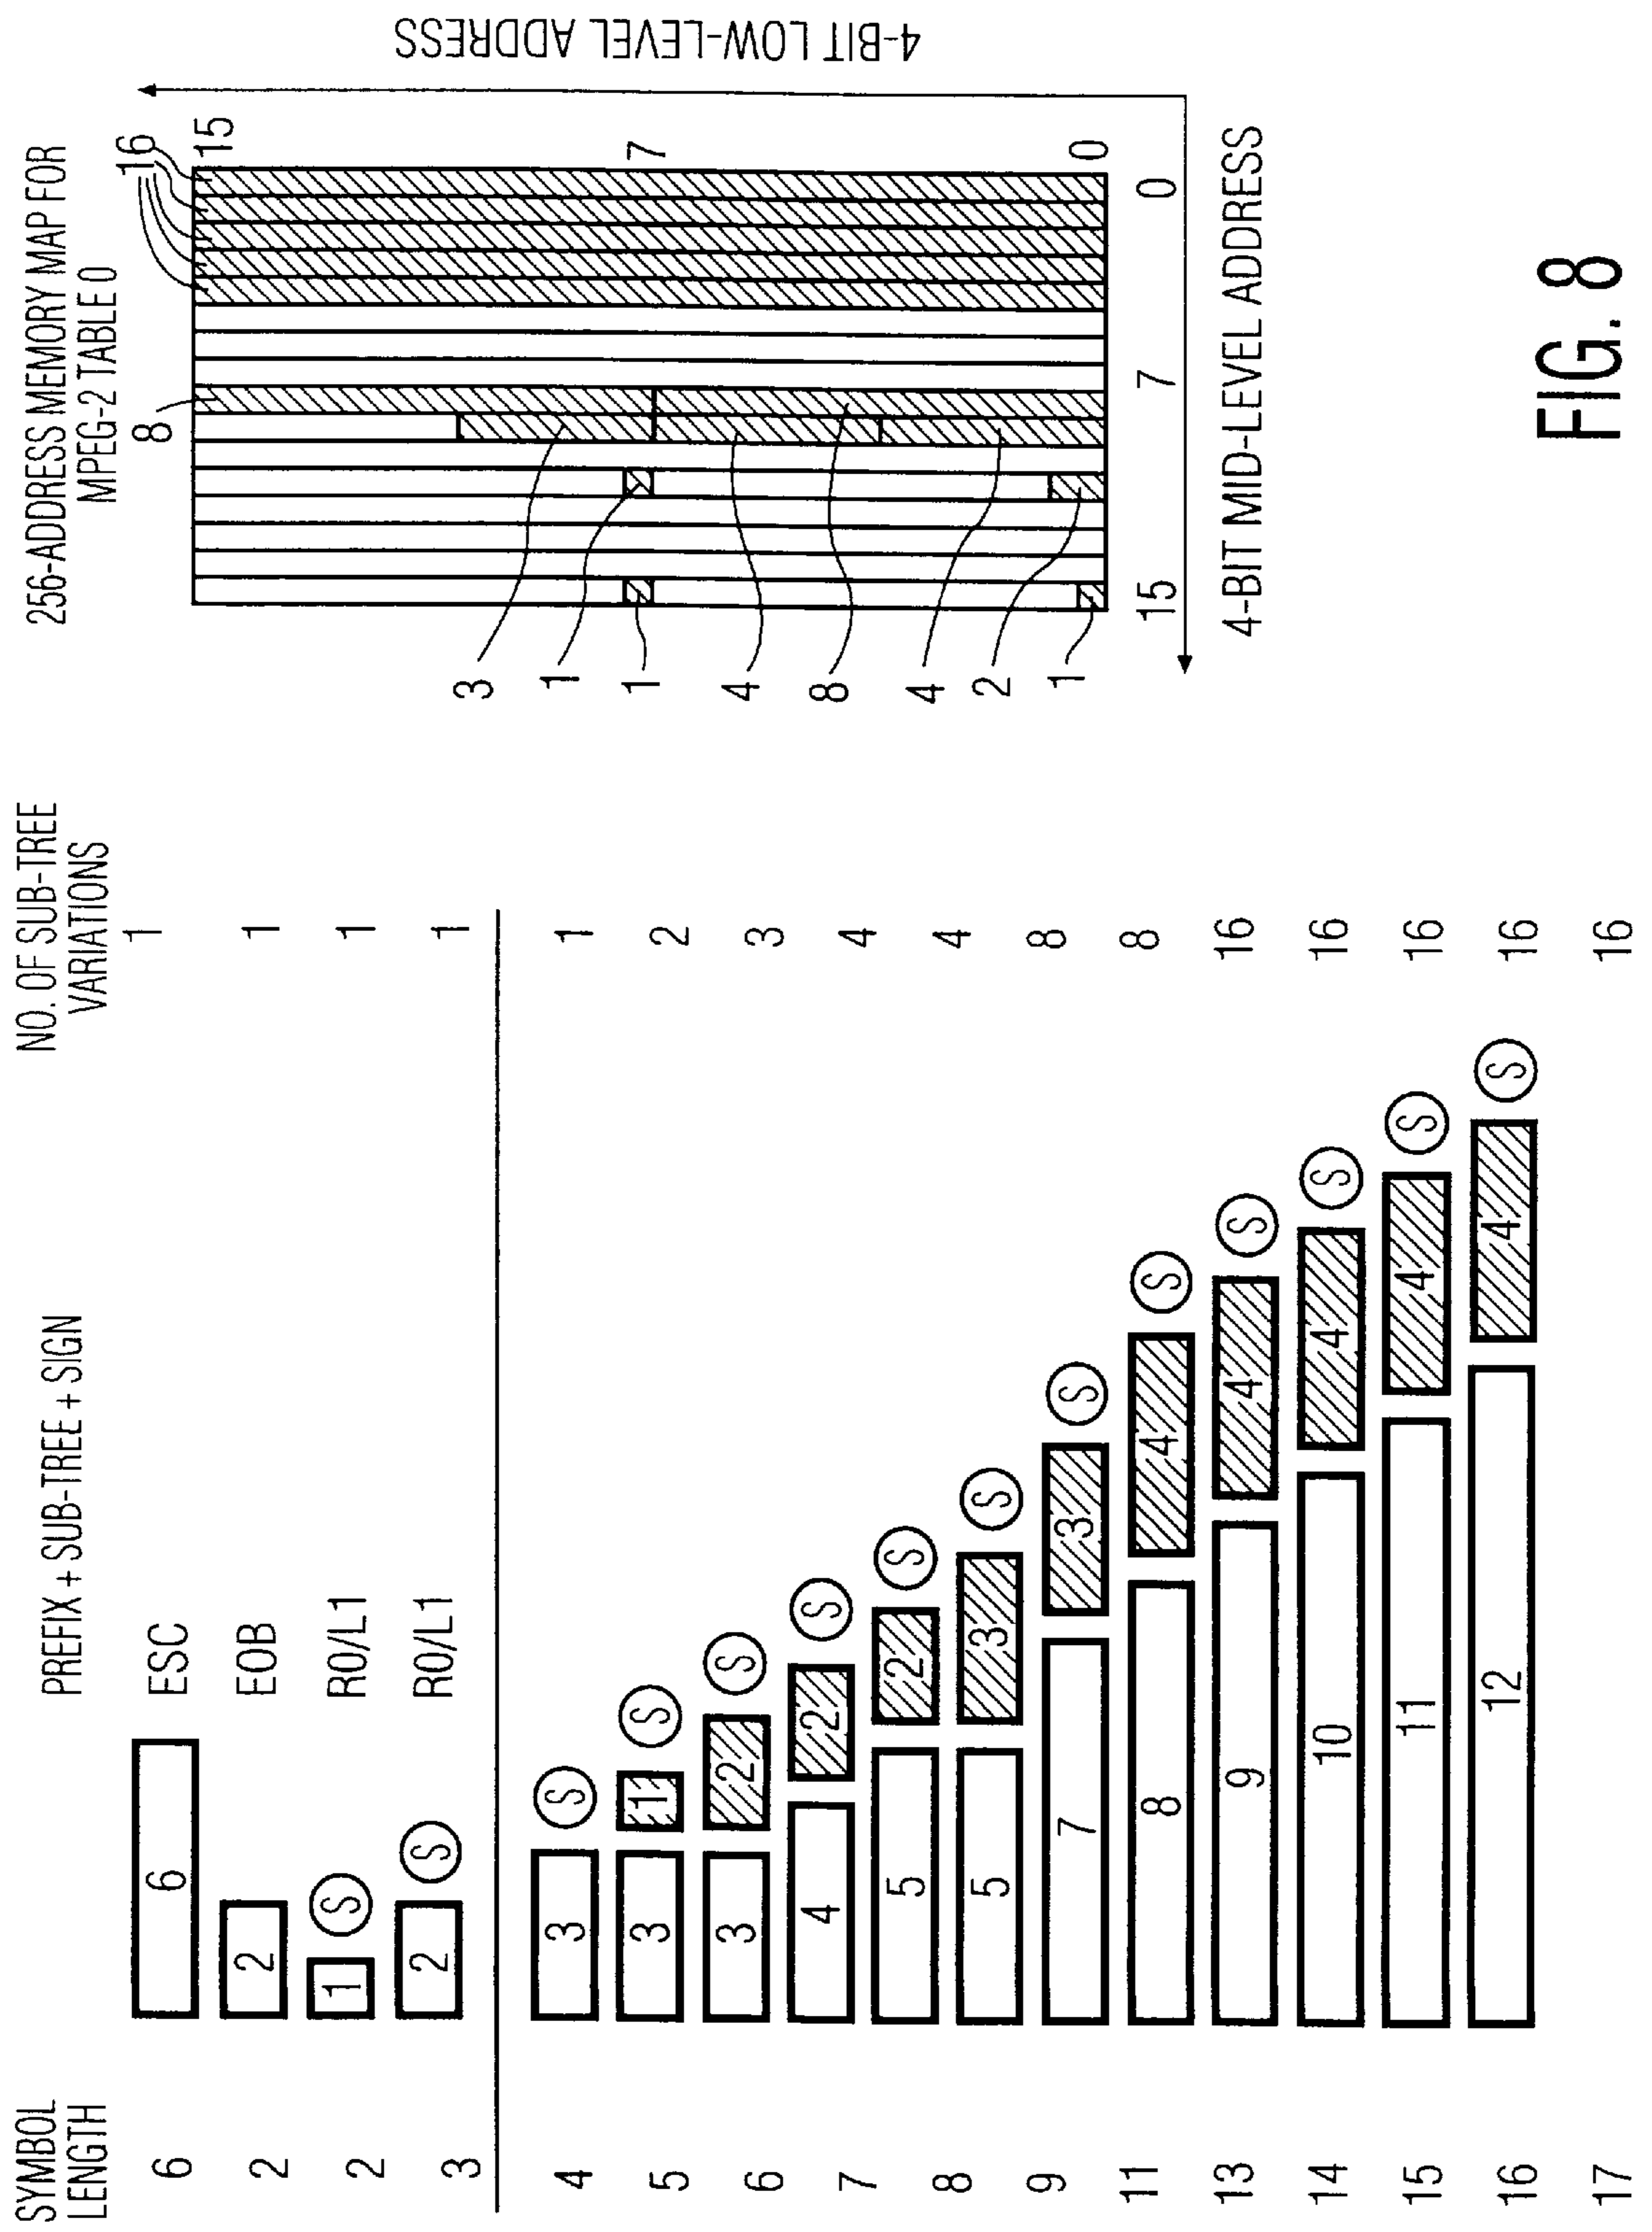 SYMBOL
LENGTH
PREFIX + SUB-TREE + SIGN
NO. OF SUB-TREE
VARIATIONS
6 6 ESC 1
2 2 EOB 1
2 1 S R0/L1 1
3 2 S R0/L1 1
4 3 S 1
5 3 1 S 2
6 3 2 S 3
7 4 2 S 4
8 5 2 S 4
9 5 3 S 8
11 7 3 S 8
13 8 4 S 16
14 9 4 S 16
15 10 4 S 16
16 11 4 S 16
17 12 4 S 16
256-ADDRESS MEMORY MAP FOR
MPEG-2 TABLE 0
8
16
15
7
0
3
1
1
4
8
4
2
1
15 7 0
4-BIT MID-LEVEL ADDRESS
4-BIT LOW-LEVEL ADDRESS
FIG. 8